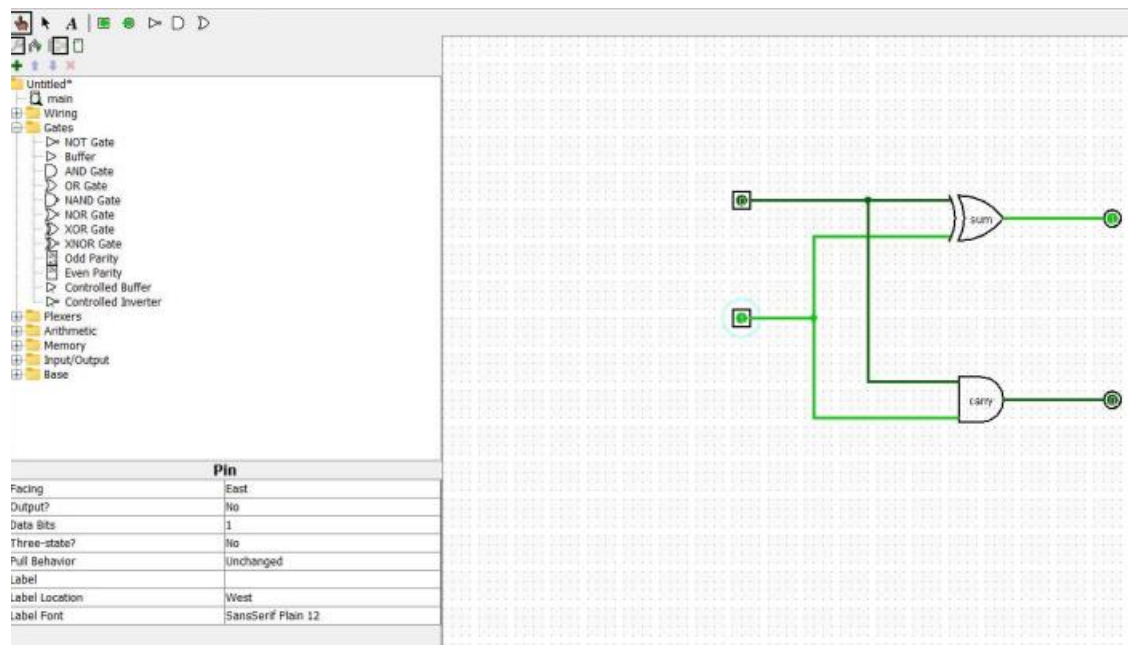 A
Untitled*
main
Wiring
Gates
NOT Gate
Buffer
AND Gate
OR Gate
NAND Gate
NOR Gate
XOR Gate
XNOR Gate
Odd Parity
Even Parity
Controlled Buffer
Controlled Inverter
Plexers
Arithmetic
Memory
Input/Output
Base
Pin
Facing East
Output? No
Data Bits 1
Three-state? No
Pull Behavior Unchanged
Label
Label Location West
Label Font SansSerif Plain 12
sum
carry